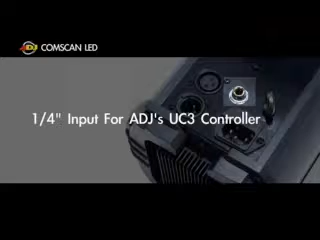 ADJ COMSCAN LED
1/4" Input For ADJ's UC3 Controller